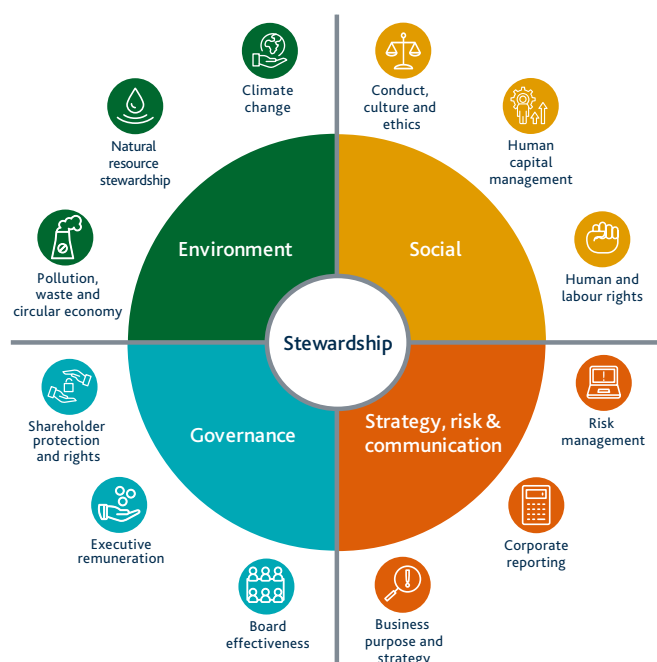 Climate
change
Conduct,
culture and
ethics
Natural
resource
stewardship
Human
capital
management
Environment
Social
Pollution,
waste and
circular economy
Human and
labour rights
Stewardship
Shareholder
protection
and rights
Governance
Strategy, risk &
communication
Risk
management
Executive
remuneration
Corporate
reporting
Board
effectiveness
Business
purpose and
strategy